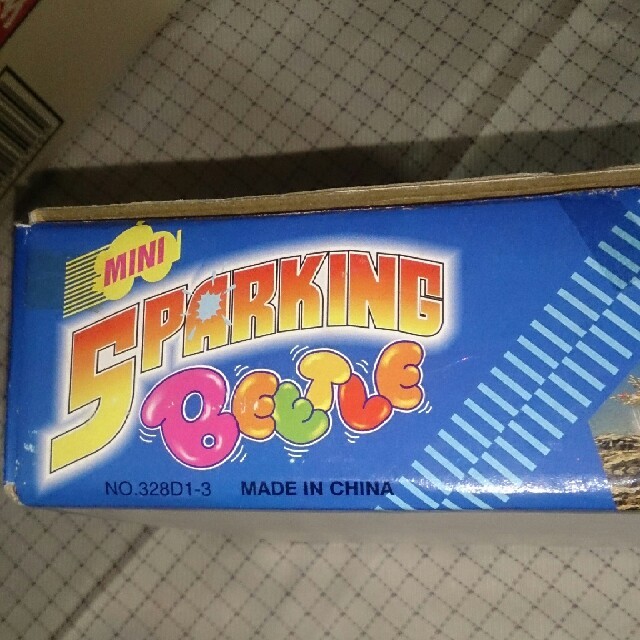 MINI
SPARKING
BEETLE
NO.328D1-3 MADE IN CHINA